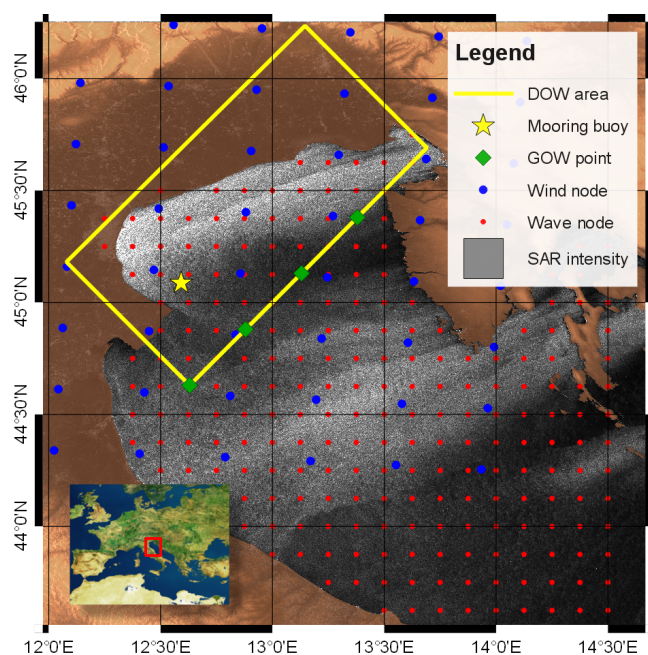 Legend
DOW area
Mooring buoy
GOW point
Wind node
Wave node
SAR intensity
46°0'N
45°30'N
45°0'N
44°30'N
44°0'N
12°0'E
12°30'E
13°0'E
13°30'E
14°0'E
14°30'E